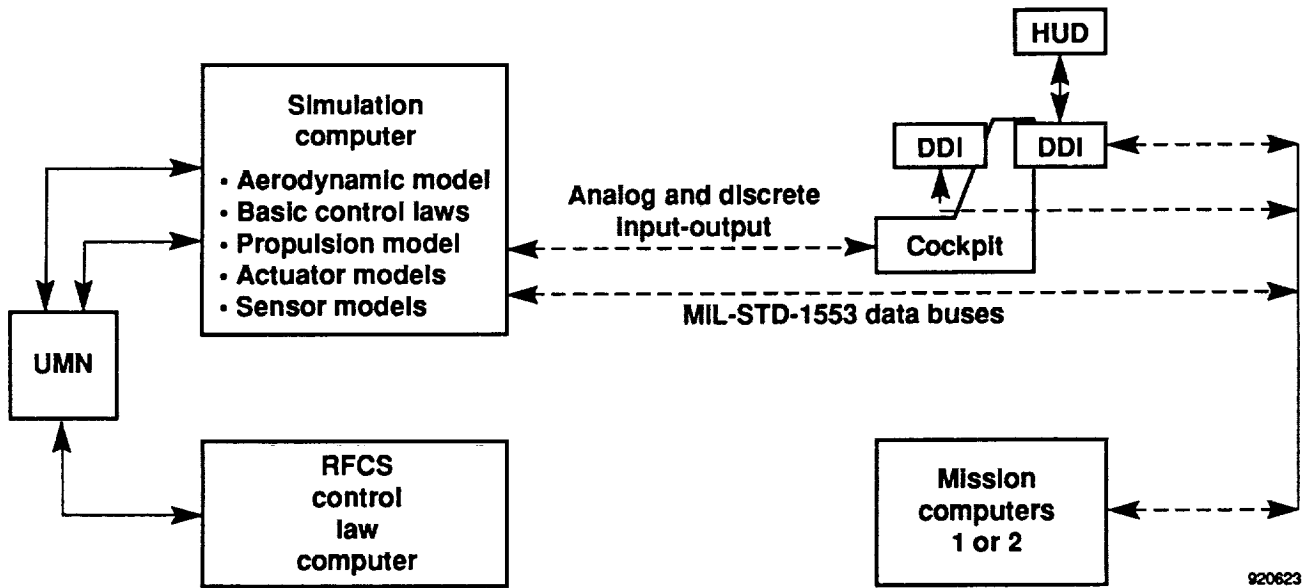 HUD
Simulation
computer
• Aerodynamic model
• Basic control laws
• Propulsion model
• Actuator models
• Sensor models
DDI
DDI
Analog and discrete
input-output
Cockpit
MIL-STD-1553 data buses
UMN
RFCS
control
law
computer
Mission
computers
1 or 2
920623